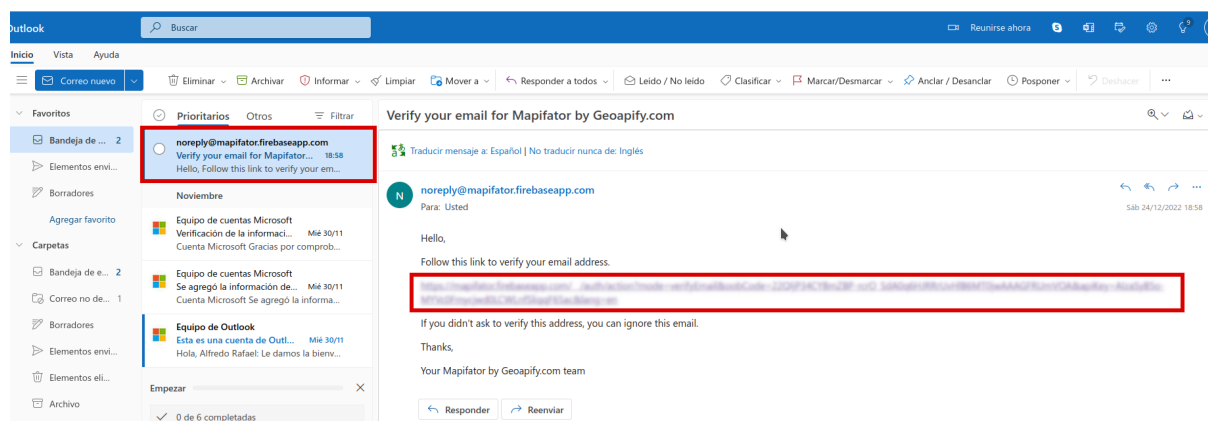 Outlook
Buscar
Reunirse ahora
9
Inicio Vista Ayuda
Correo nuevo
Eliminar Archivar Informar Limpiar Mover a Responder a todos Leído / No leído Clasificar Marcar/Desmarcar Anclar / Desanclar Posponer Deshacer ...
Favoritos
Bandeja de ... 2
Elementos envi...
Borradores
Agregar favorito
Carpetas
Bandeja de e... 2
Correo no de... 1
Borradores
Elementos envi...
Elementos eli...
Archivo
Prioritarios Otros Filtrar
noreply@mapifator.firebaseapp.com
Verify your email for Mapifator... 18:58
Hello, Follow this link to verify your em...
Noviembre
Equipo de cuentas Microsoft
Verificación de la informaci... Mié 30/11
Cuenta Microsoft Gracias por comprob...
Equipo de cuentas Microsoft
Se agregó la información de... Mié 30/11
Cuenta Microsoft Se agregó la informa...
Equipo de Outlook
Esta es una cuenta de Outl... Mié 30/11
Hola, Alfredo Rafael: Le damos la bienv...
Empezar
0 de 6 completadas
Verify your email for Mapifator by Geoapify.com
Traducir mensaje a: Español | No traducir nunca de: Inglés
N
noreply@mapifator.firebaseapp.com
Para: Usted
Sáb 24/12/2022 18:58
Hello,
Follow this link to verify your email address.
If you didn't ask to verify this address, you can ignore this email.
Thanks,
Your Mapifator by Geoapify.com team
Responder Reenviar